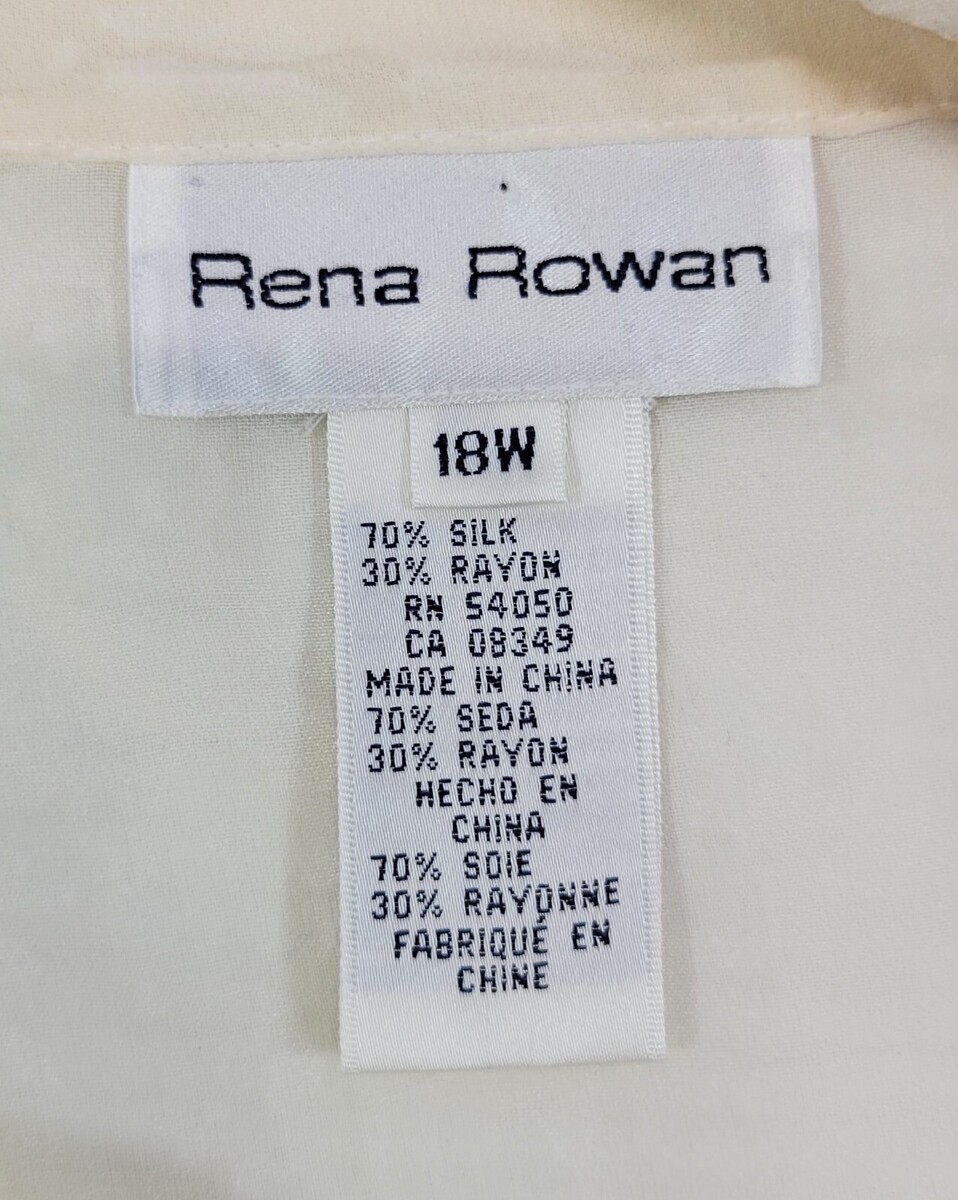 Rena Rowan
18W
70% SILK
30% RAYON
RN 54050
CA 08349
MADE IN CHINA
70% SEDA
30% RAYON
HECHO EN
CHINA
70% SOIE
30% RAYONNE
FABRIQUÉ EN
CHINE